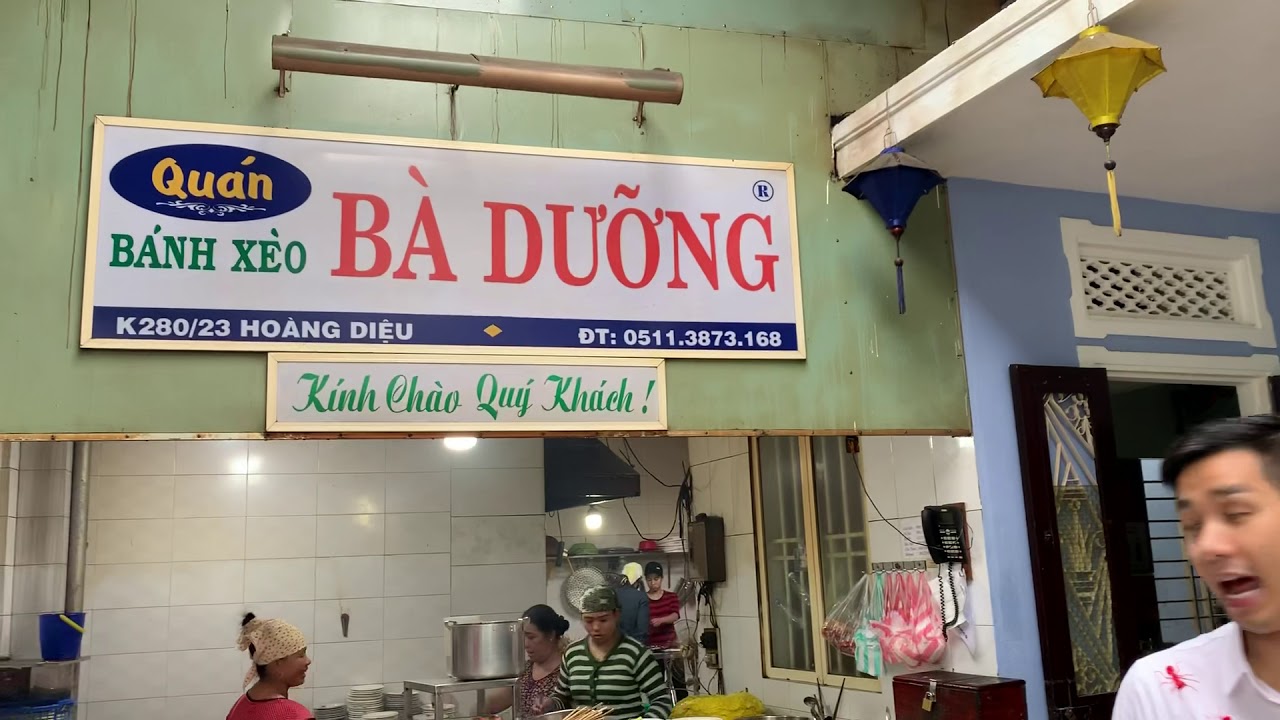 Quán
BÁNH XÈO
BÀ DƯỠNG ®
K280/23 HOÀNG DIỆU
ĐT: 0511.3873.168
Kính Chào Quý Khách!